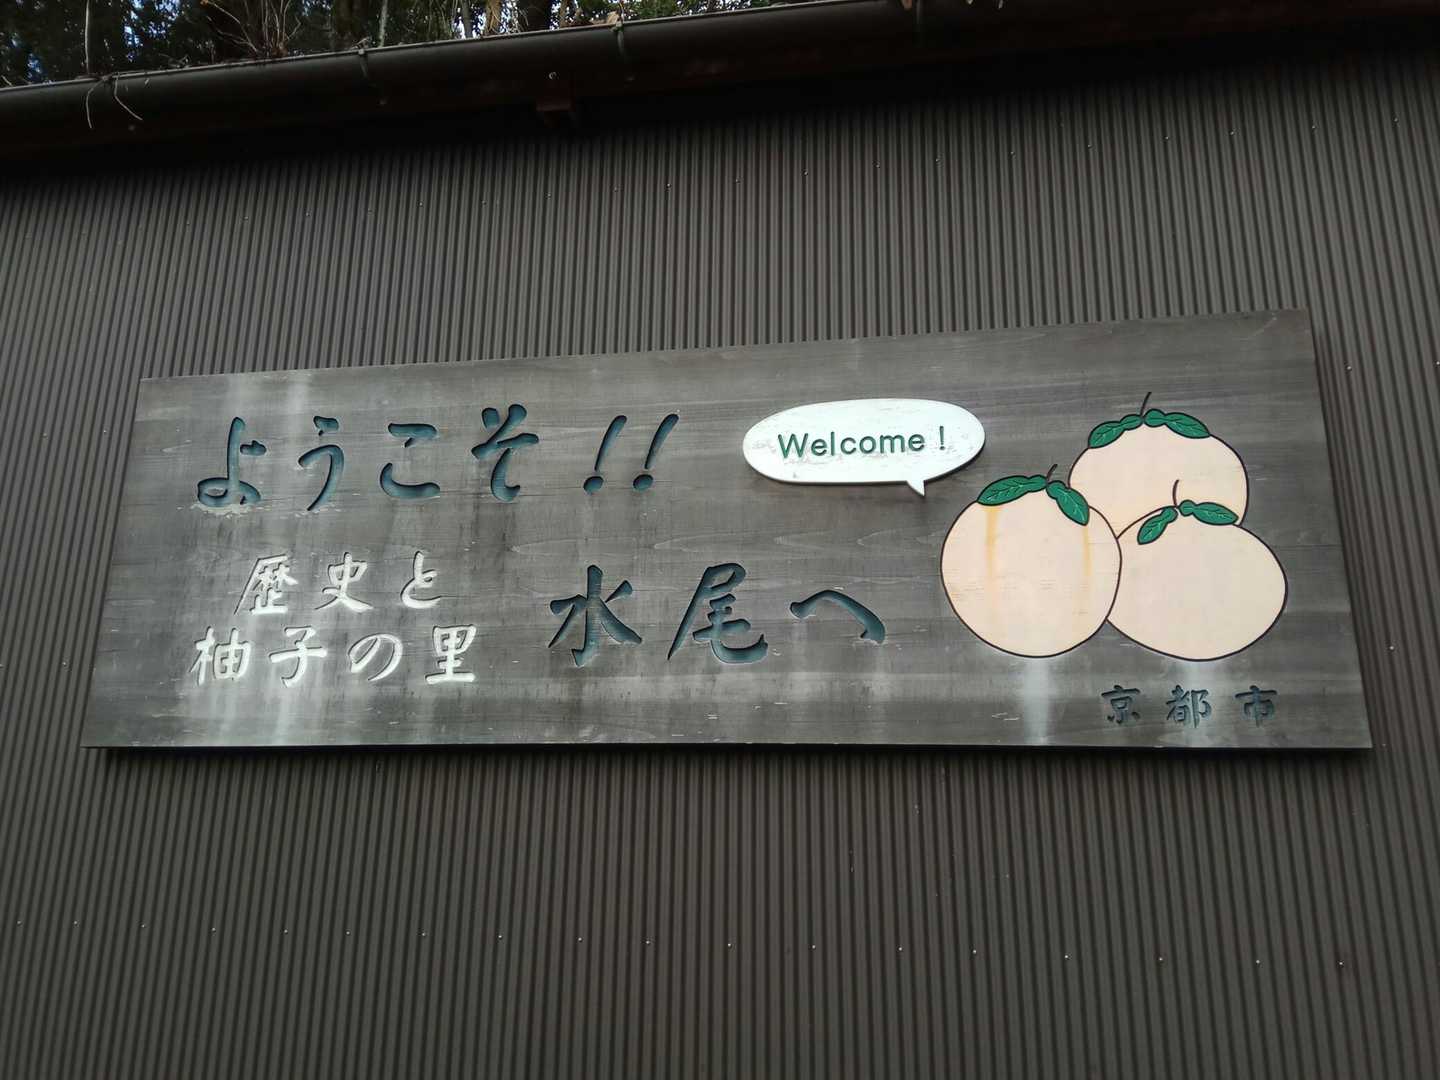 ようこそ!!
Welcome!
歴史と
柚子の里
水尾へ
京都市